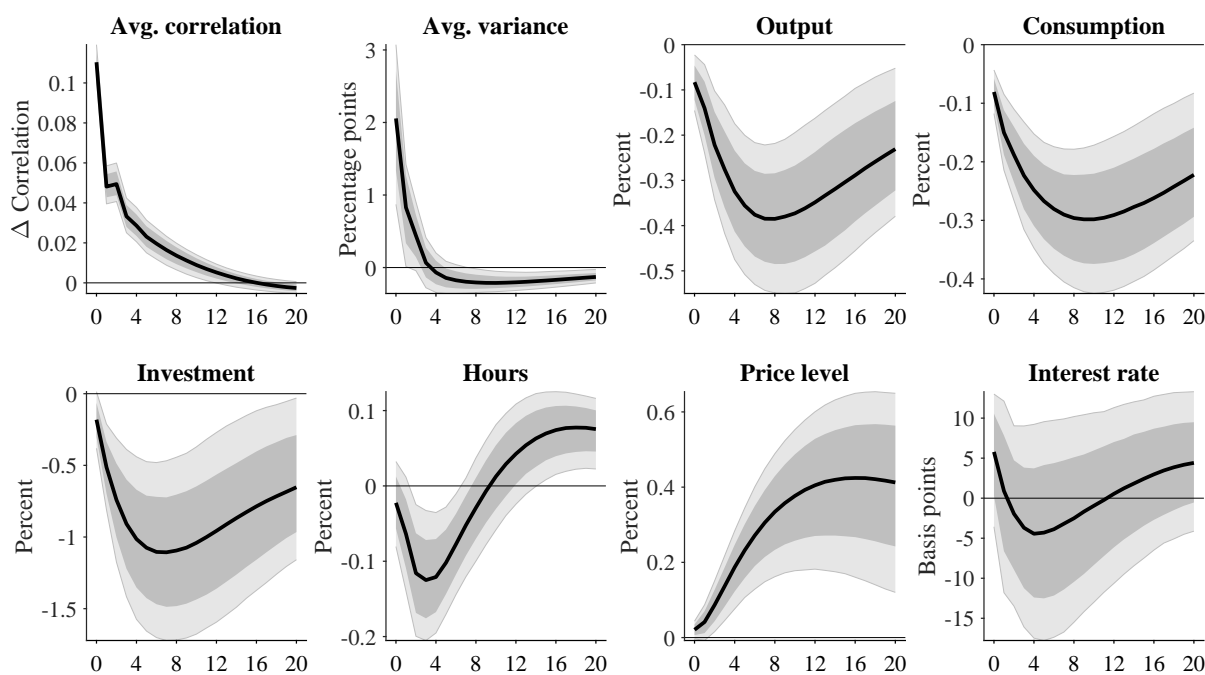 Avg. correlation
Δ Correlation
0.1
0.08
0.06
0.04
0.02
0
0 4 8 12 16 20
Avg. variance
Percentage points
3
2
1
0
0 4 8 12 16 20
Output
Percent
0
-0.1
-0.2
-0.3
-0.4
-0.5
0 4 8 12 16 20
Consumption
Percent
0
-0.1
-0.2
-0.3
-0.4
0 4 8 12 16 20
Investment
Percent
0
-0.5
-1
-1.5
0 4 8 12 16 20
Hours
Percent
0.1
0
-0.1
-0.2
0 4 8 12 16 20
Price level
Percent
0.6
0.4
0.2
0
0 4 8 12 16 20
Interest rate
Basis points
10
5
0
-5
-10
-15
0 4 8 12 16 20